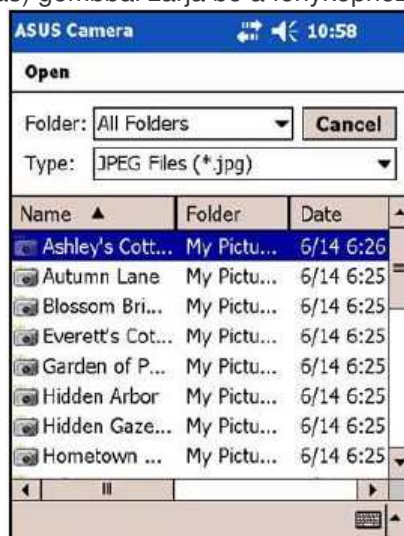 gombbal zárja be a
ASUS Camera 10:58
Open
Folder: All Folders Cancel
Type: JPEG Files (*.jpg)
Name Folder Date
Ashley's Cott... My Pictu... 6/14 6:26
Autumn Lane My Pictu... 6/14 6:25
Blossom Bri... My Pictu... 6/14 6:25
Everett's Cot... My Pictu... 6/14 6:25
Garden of P... My Pictu... 6/14 6:25
Hidden Arbor My Pictu... 6/14 6:25
Hidden Gaze... My Pictu... 6/14 6:25
Hometown ... My Pictu... 6/14 6:25